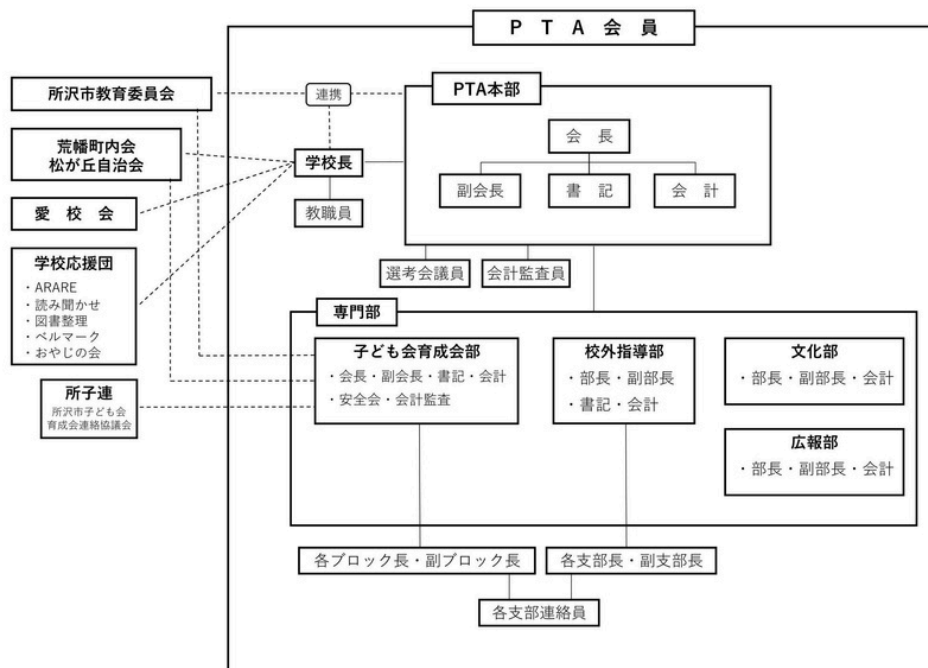 PTA会員
所沢市教育委員会
連携
PTA本部
荒幡町内会
松が丘自治会
学校長
会長
副会長
書記
会計
愛校会
教職員
学校応援団
・ARARE
・読み聞かせ
・図書整理
・ベルマーク
・おやじの会
選考会議員
会計監査員
専門部
子ども会育成会部
・会長・副会長・書記・会計
・安全会・会計監査
校外指導部
・部長・副部長
・書記・会計
文化部
・部長・副部長・会計
所子連
所沢市子ども会
育成会連絡協議会
広報部
・部長・副部長・会計
各ブロック長・副ブロック長
各支部長・副支部長
各支部連絡員